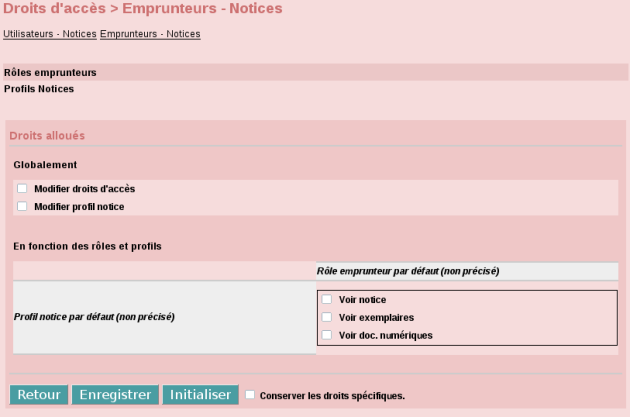 Droits d'accès > Emprunteurs - Notices
Utilisateurs - Notices Emprunteurs - Notices
Rôles emprunteurs
Profils Notices
Droits alloués
Globalement
Modifier droits d'accès
Modifier profil notice
En fonction des rôles et profils
Rôle emprunteur par défaut (non précisé)
Profil notice par défaut (non précisé)
Voir notice
Voir exemplaires
Voir doc. numériques
Retour Enregistrer Initialiser Conserver les droits spécifiques.